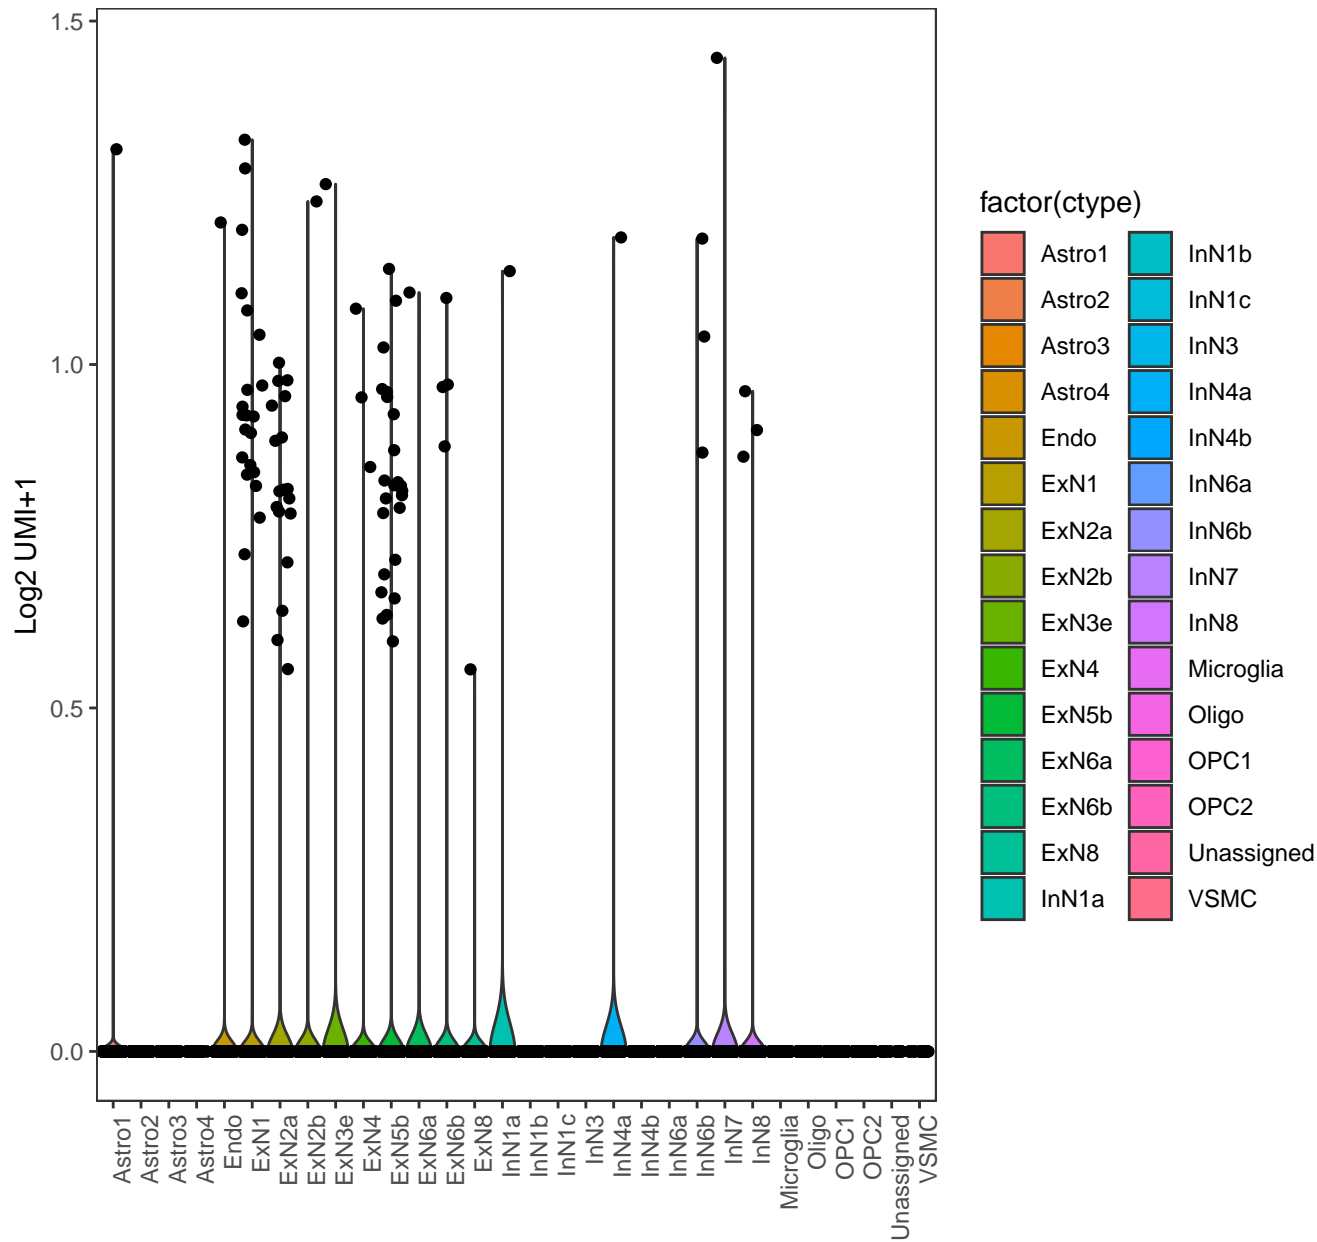 1.5
1.0
0.5
0.0
Log2 UMI+1
Astro1
Astro2
Astro3
Astro4
Endo
ExN1
ExN2a
ExN2b
ExN3e
ExN4
ExN5b
ExN6a
ExN6b
ExN8
InN1a
InN1b
InN1c
InN3
InN4a
InN4b
InN6a
InN6b
InN7
InN8
Microglia
Oligo
OPC1
OPC2
Unassigned
VSMC
factor(ctype)
Astro1
Astro2
Astro3
Astro4
Endo
ExN1
ExN2a
ExN2b
ExN3e
ExN4
ExN5b
ExN6a
ExN6b
ExN8
InN1a
InN1b
InN1c
InN3
InN4a
InN4b
InN6a
InN6b
InN7
InN8
Microglia
Oligo
OPC1
OPC2
Unassigned
VSMC